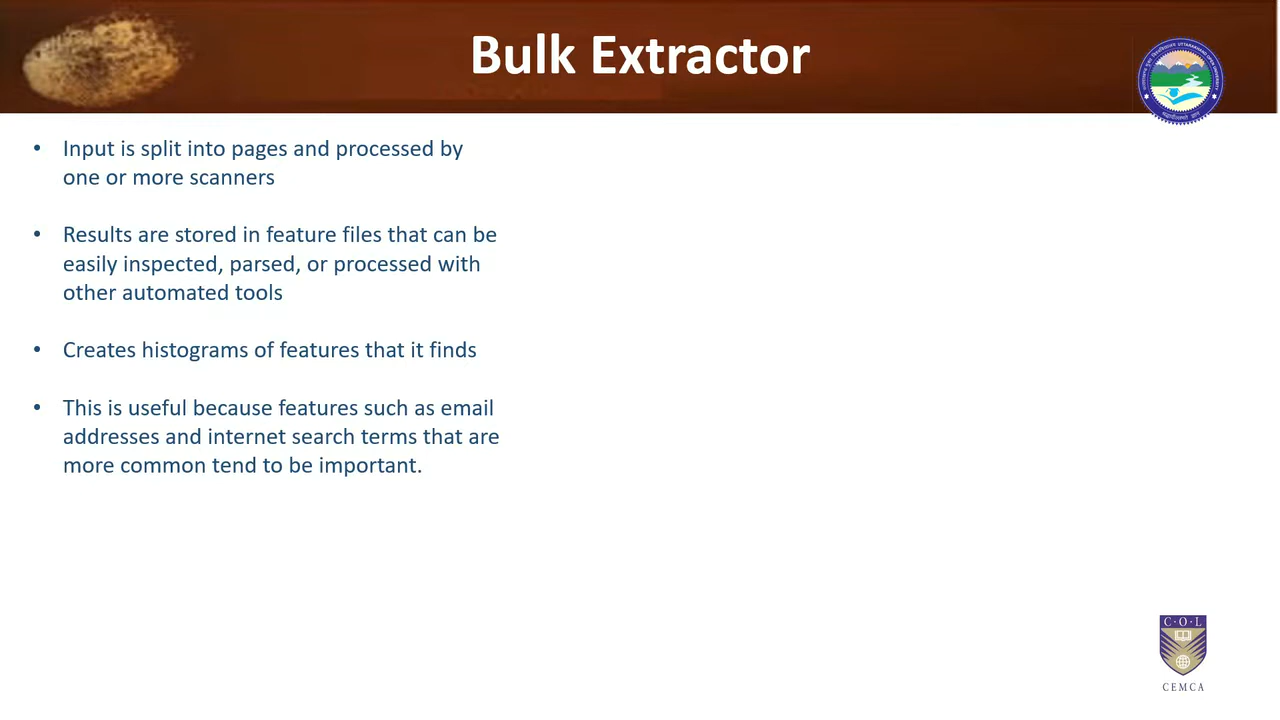 Bulk Extractor
• Input is split into pages and processed by
one or more scanners
• Results are stored in feature files that can be
easily inspected, parsed, or processed with
other automated tools
• Creates histograms of features that it finds
• This is useful because features such as email
addresses and internet search terms that are
more common tend to be important.
UTTARAKHAND OPEN UNIVERSITY
C·O·L
CEMCA